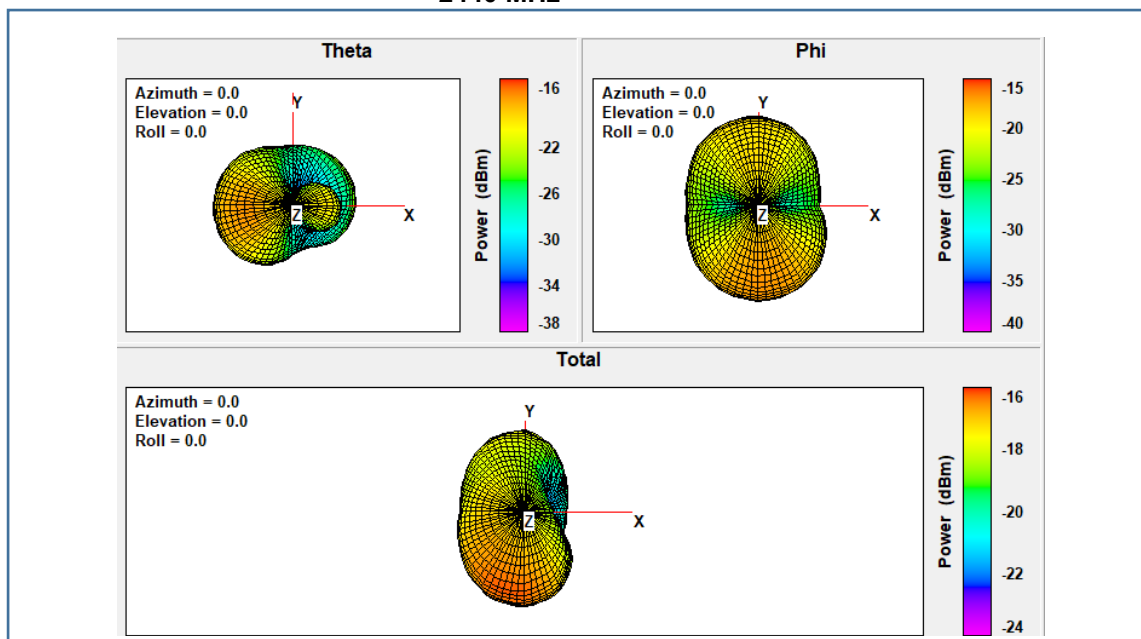 Theta
Azimuth = 0.0
Elevation = 0.0
Roll = 0.0
Y
Z
X
Power (dBm)
-16
-22
-26
-30
-34
-38
Phi
Azimuth = 0.0
Elevation = 0.0
Roll = 0.0
Y
Z
X
Power (dBm)
-15
-20
-25
-30
-35
-40
Total
Azimuth = 0.0
Elevation = 0.0
Roll = 0.0
Y
Z
X
Power (dBm)
-16
-18
-20
-22
-24